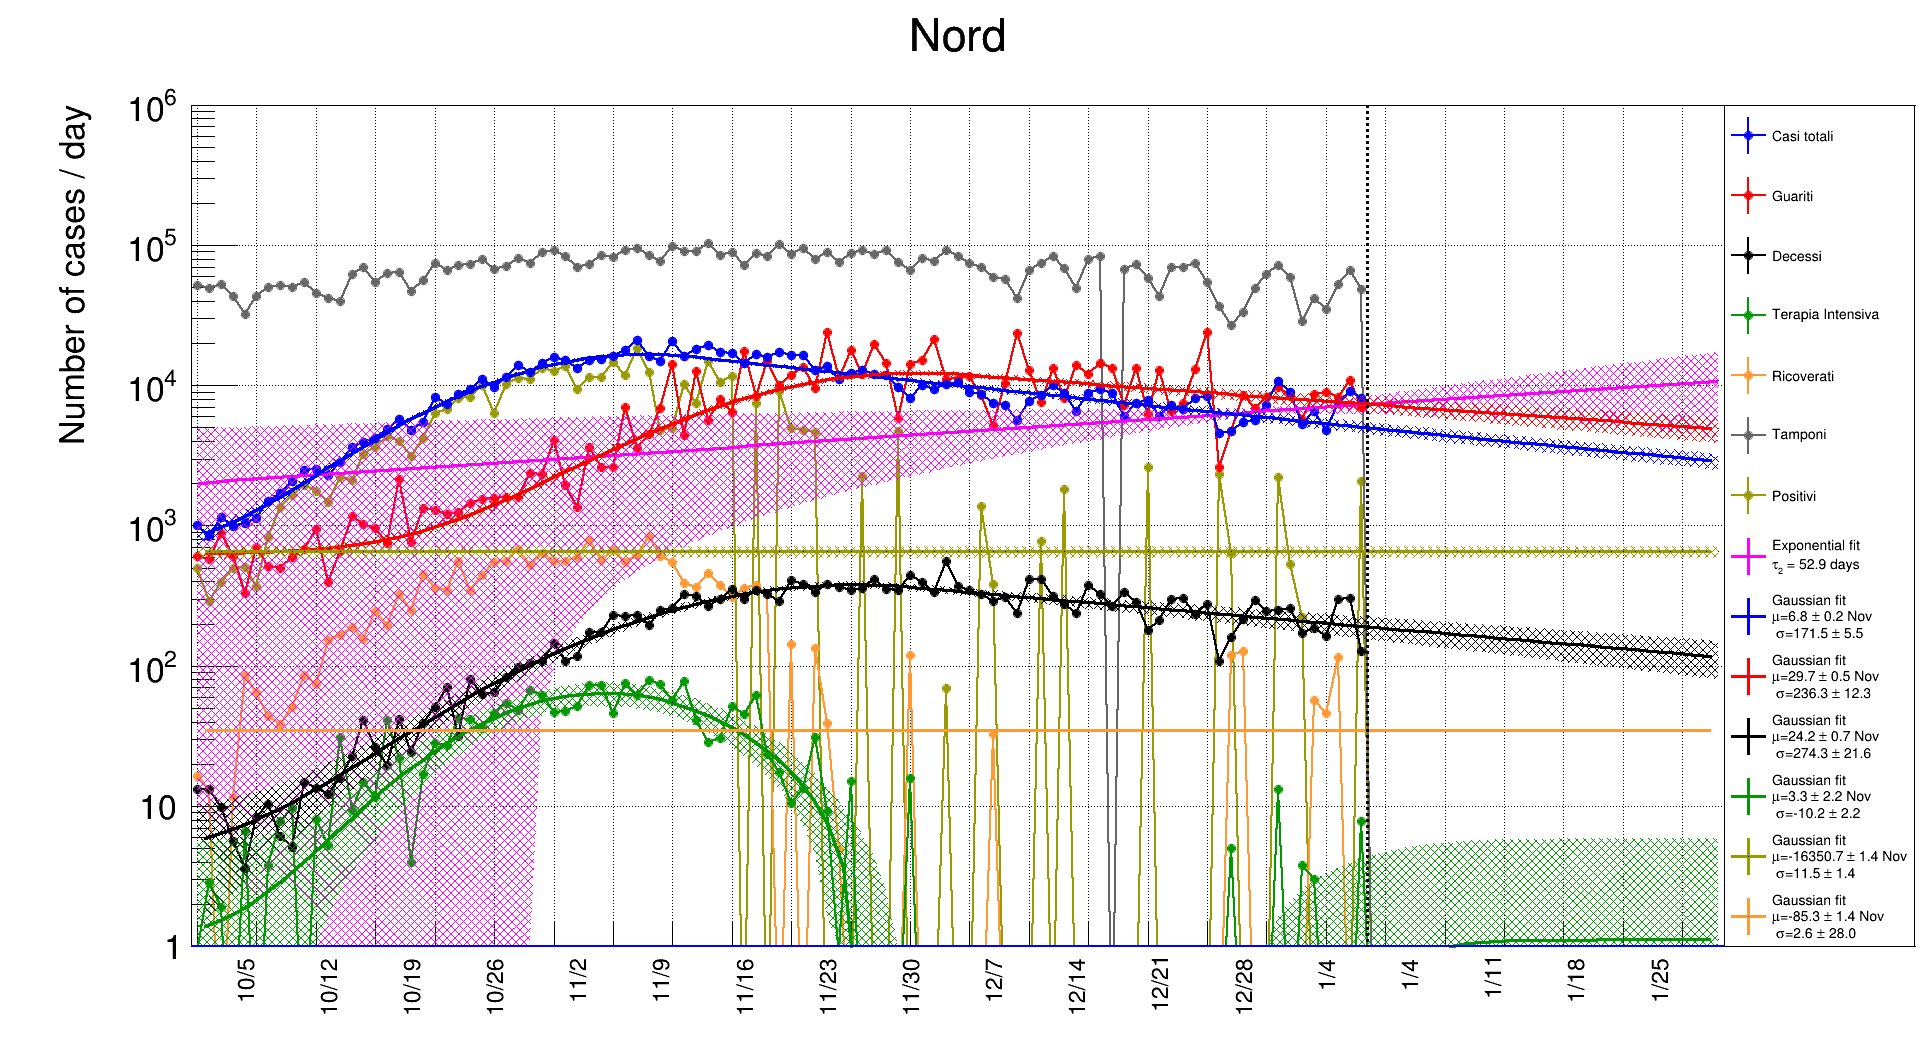 Nord
Number of cases / day
10^6
10^5
10^4
10^3
10^2
10
1
10/5
10/12
10/19
10/26
11/2
11/9
11/16
11/23
11/30
12/7
12/14
12/21
12/28
1/4
1/4
1/11
1/18
1/25
Casi totali
Guariti
Decessi
Terapia Intensiva
Ricoverati
Tamponi
Positivi
Exponential fit
τ₂ = 52.9 days
Gaussian fit
μ=6.8 ± 0.2 Nov
σ=171.5 ± 5.5
Gaussian fit
μ=29.7 ± 0.5 Nov
σ=236.3 ± 12.3
Gaussian fit
μ=24.2 ± 0.7 Nov
σ=274.3 ± 21.6
Gaussian fit
μ=3.3 ± 2.2 Nov
σ=-10.2 ± 2.2
Gaussian fit
μ=-16350.7 ± 1.4 Nov
σ=11.5 ± 1.4
Gaussian fit
μ=-85.3 ± 1.4 Nov
σ=2.6 ± 28.0